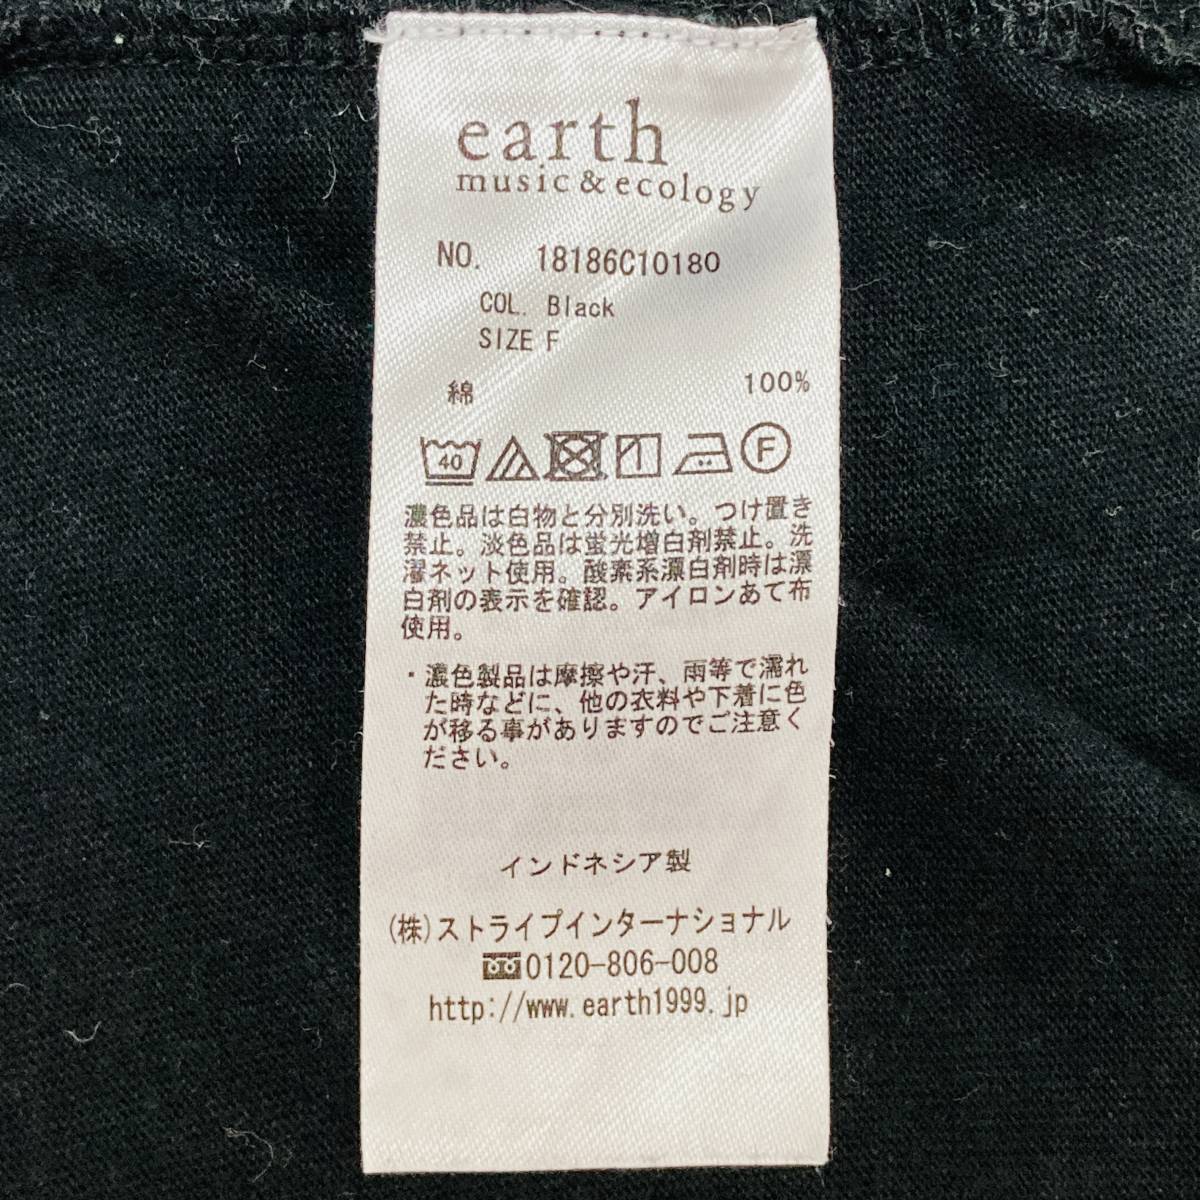 earth
music & ecology
NO. 18186C10180
COL. Black
SIZE F
綿 100%
40 F
濃色品は白物と分別洗い。つけ置き
禁止。淡色品は蛍光増白剤禁止。洗
濯ネット使用。酸素系漂白剤時は漂
白剤の表示を確認。アイロンあて布
使用。
・濃色製品は摩擦や汗、雨等で濡れ
た時などに、他の衣料や下着に色
が移る事がありますのでご注意く
ださい。
インドネシア製
(株)ストライプインターナショナル
0120-806-008
http://www.earth1999.jp